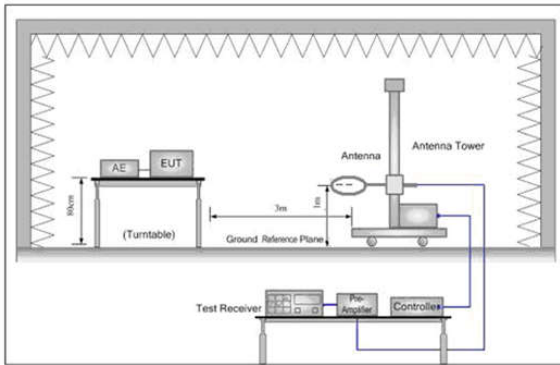 AE
EUT
80cm
(Turntable)
3m
1m
Antenna
Antenna Tower
Ground Reference Plane
Test Receiver
Pre-
Amplifier
Controller